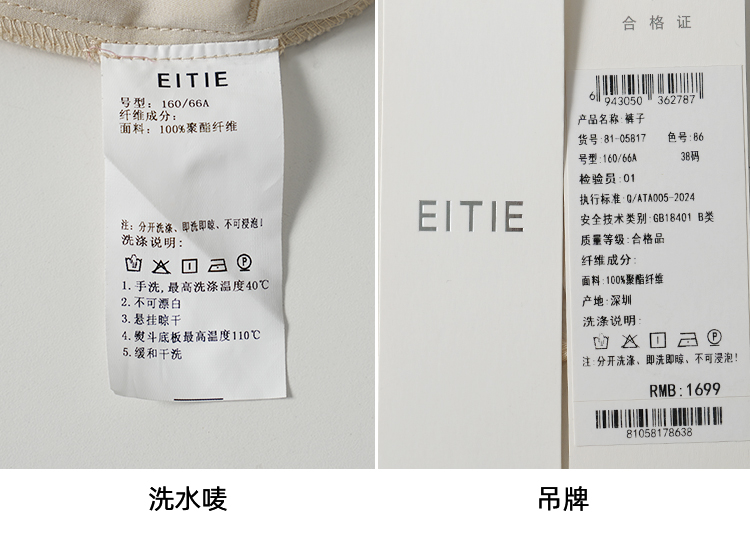 EITIE
号型: 160/66A
纤维成分:
面料: 100%聚酯纤维
注: 分开洗涤、即洗即晾、不可浸泡!
洗涤说明:
1.手洗,最高洗涤温度40℃
2.不可漂白
3.悬挂晾干
4.熨斗底板最高温度110℃
5.缓和干洗
洗水唛
EITIE
合格证
6 943050 362787
产品名称:裤子
货号:81-05817 色号:86
号型:160/66A 38码
检验员:01
执行标准:Q/ATA005-2024
安全技术类别:GB18401 B类
质量等级:合格品
纤维成分:
面料:100%聚酯纤维
产地:深圳
洗涤说明:
注:分开洗涤、即洗即晾、不可浸泡!
RMB:1699
81058178638
吊牌